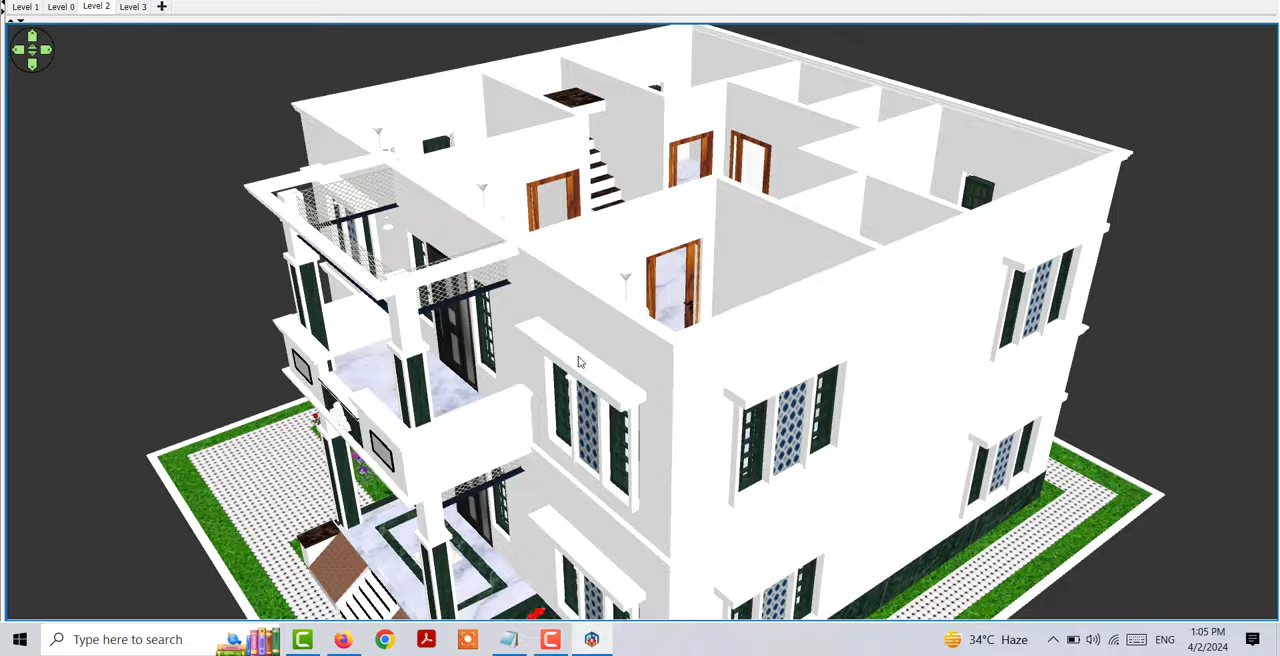 Level 1 Level 0 Level 2 Level 3
Type here to search
34°C Haze
ENG
1:05 PM
4/2/2024